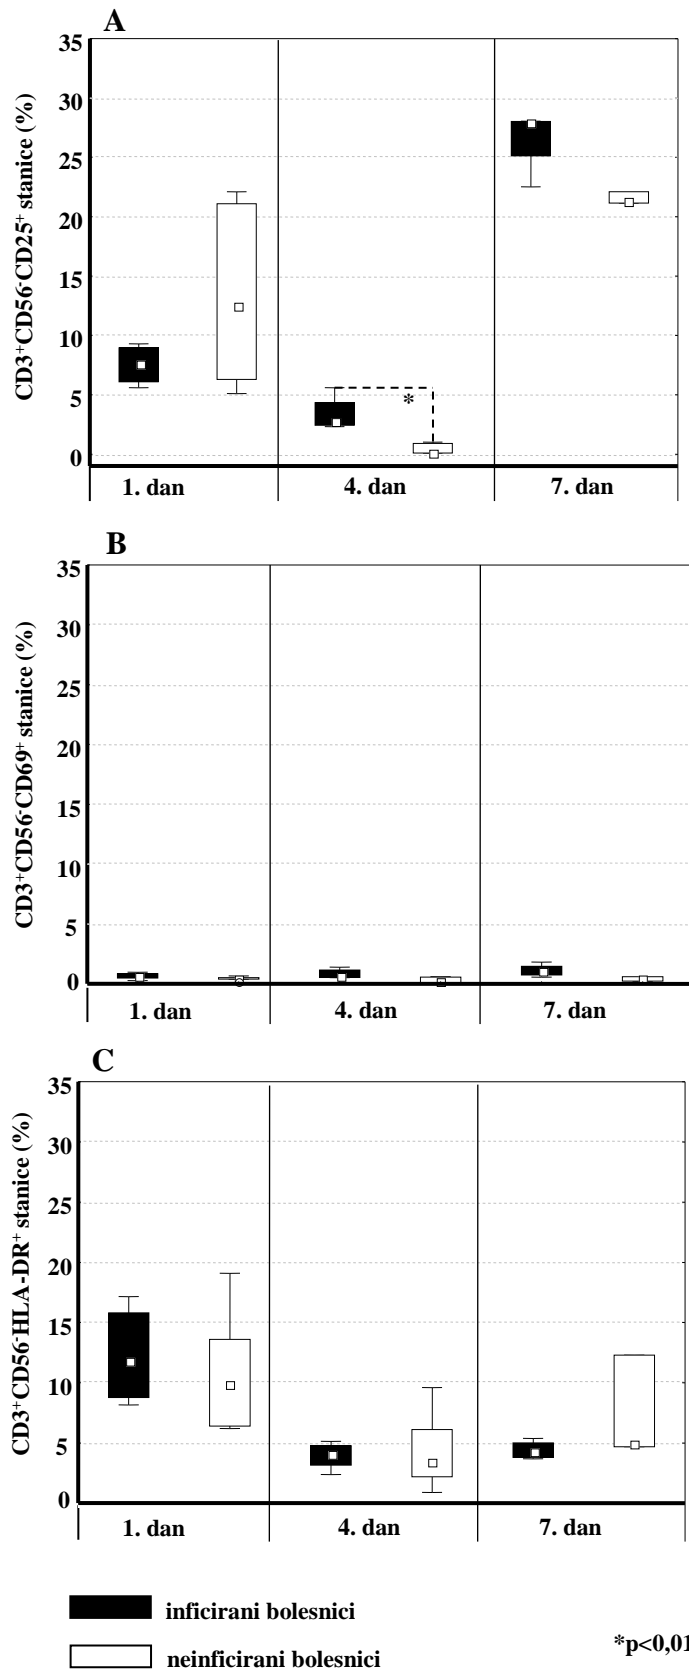 A
CD3⁺CD56⁻CD25⁺ stanice (%)
35
30
25
20
15
10
5
0
*
1. dan 4. dan 7. dan
B
CD3⁺CD56⁻CD69⁺ stanice (%)
35
30
25
20
15
10
5
0
1. dan 4. dan 7. dan
C
CD3⁺CD56⁻HLA-DR⁺ stanice (%)
35
30
25
20
15
10
5
0
1. dan 4. dan 7. dan
inficirani bolesnici
neinficirani bolesnici
*p<0,01